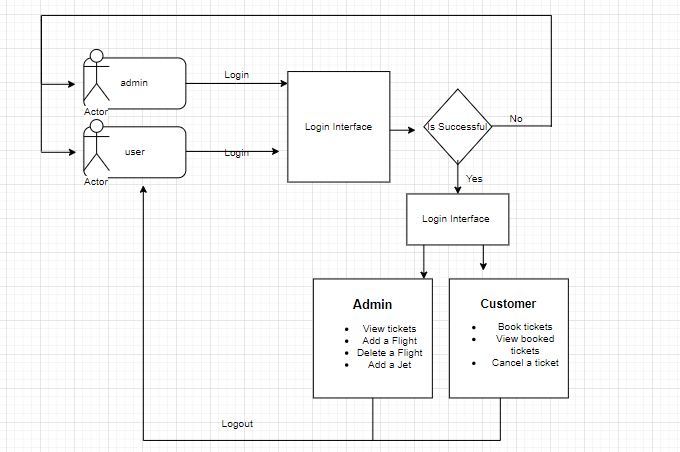 admin
Actor
Login
user
Actor
Login
Login Interface
Is Successful
No
Yes
Login Interface
Admin
• View tickets
• Add a Flight
• Delete a Flight
• Add a Jet
Customer
• Book tickets
• View booked
tickets
• Cancel a ticket
Logout